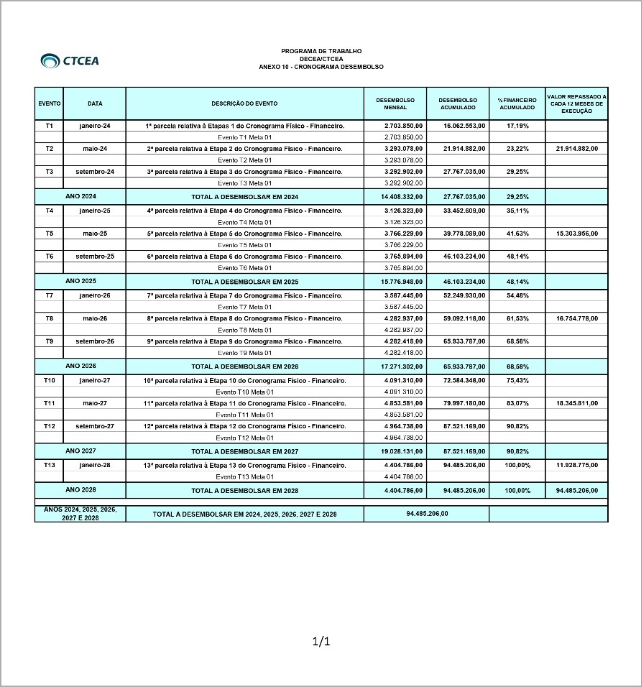 CTCEA
PROGRAMA DE TRABALHO
DECEA/CTCEA
ANEXO 10 - CRONOGRAMA DESEMBOLSO
EVENTO DATA DESCRIÇÃO DO EVENTO DESEMBOLSO MENSAL DESEMBOLSO ACUMULADO % FINANCEIRO ACUMULADO VALOR REPASSADO A CADA 12 MESES DE EXECUÇÃO
T1 janeiro-24 1ª parcela relativa à Etapas 1 do Cronograma Físico - Financeiro. 2.703.850,00 16.062.553,00 17,19%
Evento T1 Meta 01 2.703.850,00
T2 maio-24 2ª parcela relativa à Etapa 2 do Cronograma Físico - Financeiro. 3.293.078,00 21.914.882,00 23,22% 21.914.882,00
Evento T2 Meta 01 3.293.078,00
T3 setembro-24 3ª parcela relativa à Etapa 3 do Cronograma Físico - Financeiro. 3.292.902,00 27.767.035,00 29,25%
Evento T3 Meta 01 3.292.902,00
ANO 2024 TOTAL A DESEMBOLSAR EM 2024 14.408.332,00 27.767.035,00 29,25%
T4 janeiro-25 4ª parcela relativa à Etapa 4 do Cronograma Físico - Financeiro. 3.126.323,00 33.452.609,00 35,11%
Evento T4 Meta 01 3.126.323,00
T5 maio-25 5ª parcela relativa à Etapa 5 do Cronograma Físico - Financeiro. 3.766.229,00 39.778.089,00 41,63% 15.303.956,00
Evento T5 Meta 01 3.766.229,00
T6 setembro-25 6ª parcela relativa à Etapa 6 do Cronograma Físico - Financeiro. 3.765.894,00 46.103.234,00 48,14%
Evento T6 Meta 01 3.765.894,00
ANO 2025 TOTAL A DESEMBOLSAR EM 2025 15.776.948,00 46.103.234,00 48,14%
T7 janeiro-26 7ª parcela relativa à Etapa 7 do Cronograma Físico - Financeiro. 3.587.445,00 52.249.930,00 54,48%
Evento T7 Meta 01 3.587.445,00
T8 maio-26 8ª parcela relativa à Etapa 8 do Cronograma Físico - Financeiro. 4.282.937,00 59.092.118,00 61,53% 16.754.778,00
Evento T8 Meta 01 4.282.937,00
T9 setembro-26 9ª parcela relativa à Etapa 9 do Cronograma Físico - Financeiro. 4.282.418,00 65.933.787,00 68,58%
Evento T9 Meta 01 4.282.418,00
ANO 2026 TOTAL A DESEMBOLSAR EM 2026 17.271.302,00 65.933.787,00 68,58%
T10 janeiro-27 10ª parcela relativa à Etapa 10 do Cronograma Físico - Financeiro. 4.091.310,00 72.584.348,00 75,43%
Evento T10 Meta 01 4.091.310,00
T11 maio-27 11ª parcela relativa à Etapa 11 do Cronograma Físico - Financeiro. 4.853.581,00 79.997.180,00 83,07% 18.345.811,00
Evento T11 Meta 01 4.853.581,00
T12 setembro-27 12ª parcela relativa à Etapa 12 do Cronograma Físico - Financeiro. 4.964.738,00 87.521.169,00 90,82%
Evento T12 Meta 01 4.964.738,00
ANO 2027 TOTAL A DESEMBOLSAR EM 2027 19.028.131,00 87.521.169,00 90,82%
T13 janeiro-28 13ª parcela relativa à Etapa 13 do Cronograma Físico - Financeiro. 4.404.786,00 94.485.206,00 100,00% 11.928.775,00
Evento T13 Meta 01 4.404.786,00
ANO 2028 TOTAL A DESEMBOLSAR EM 2028 4.404.786,00 94.485.206,00 100,00% 94.485.206,00
ANOS 2024, 2025, 2026, 2027 E 2028 TOTAL A DESEMBOLSAR EM 2024, 2025, 2026, 2027 E 2028 94.485.206,00
1/1